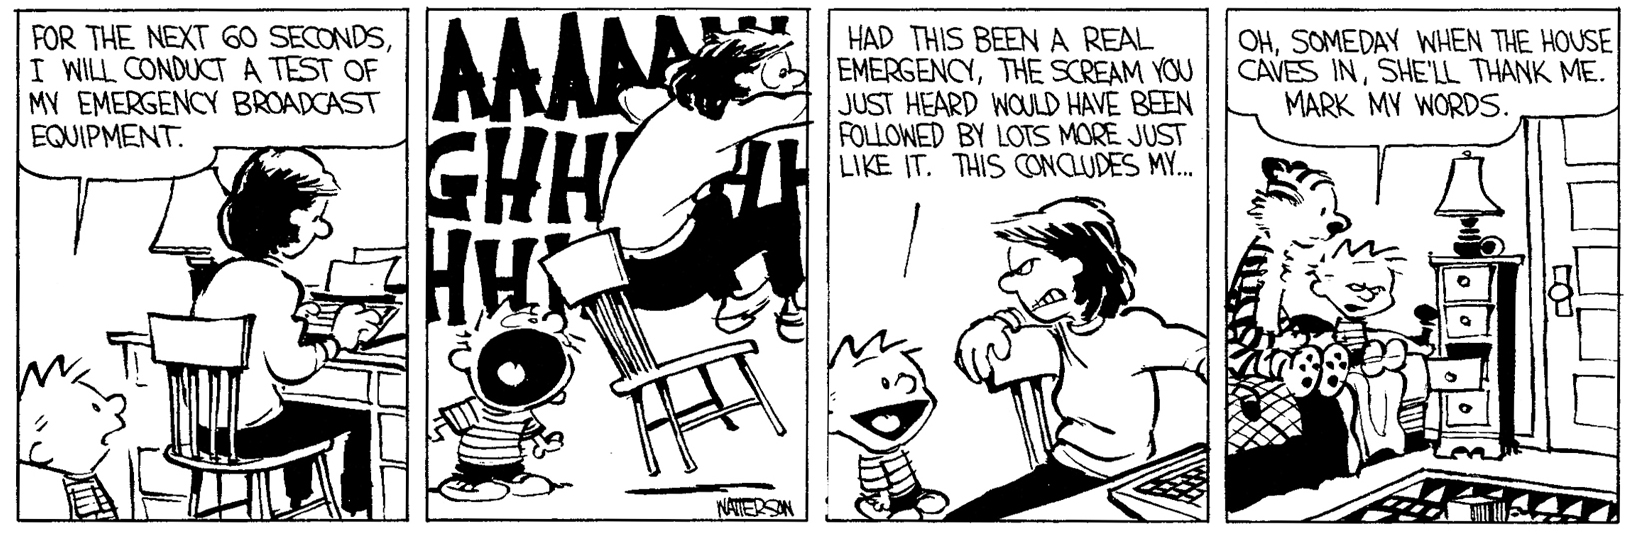 FOR THE NEXT 60 SECONDS,
I WILL CONDUCT A TEST OF
MY EMERGENCY BROADCAST
EQUIPMENT.
AAAAAH
GHHHHH
HHH
WATTERSON
HAD THIS BEEN A REAL
EMERGENCY, THE SCREAM YOU
JUST HEARD WOULD HAVE BEEN
FOLLOWED BY LOTS MORE JUST
LIKE IT. THIS CONCLUDES MY...
OH, SOMEDAY WHEN THE HOUSE
CAVES IN, SHE'LL THANK ME.
MARK MY WORDS.